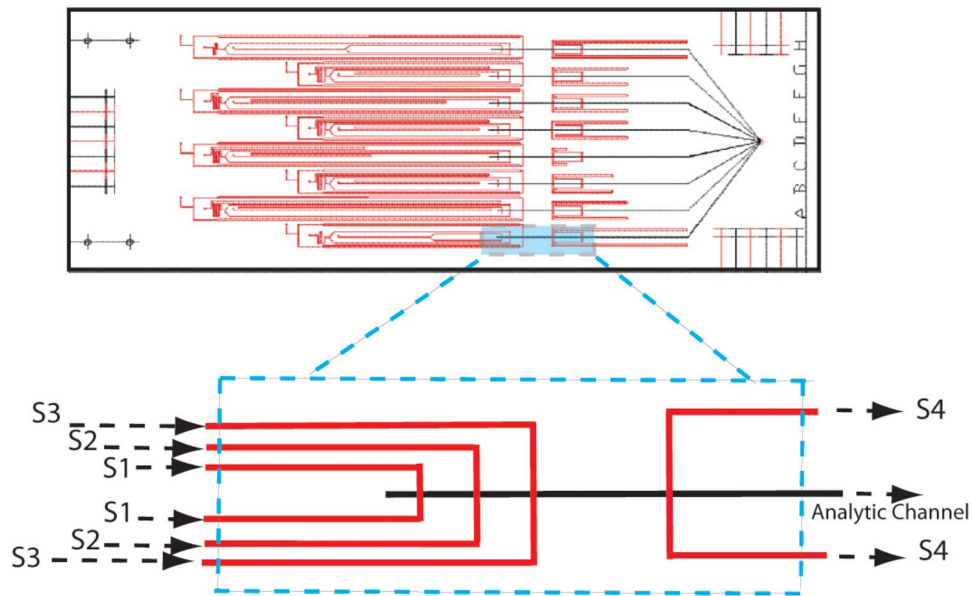 A B C D E F G H
S3
S2
S1
S4
S1
Analytic Channel
S2
S3
S4